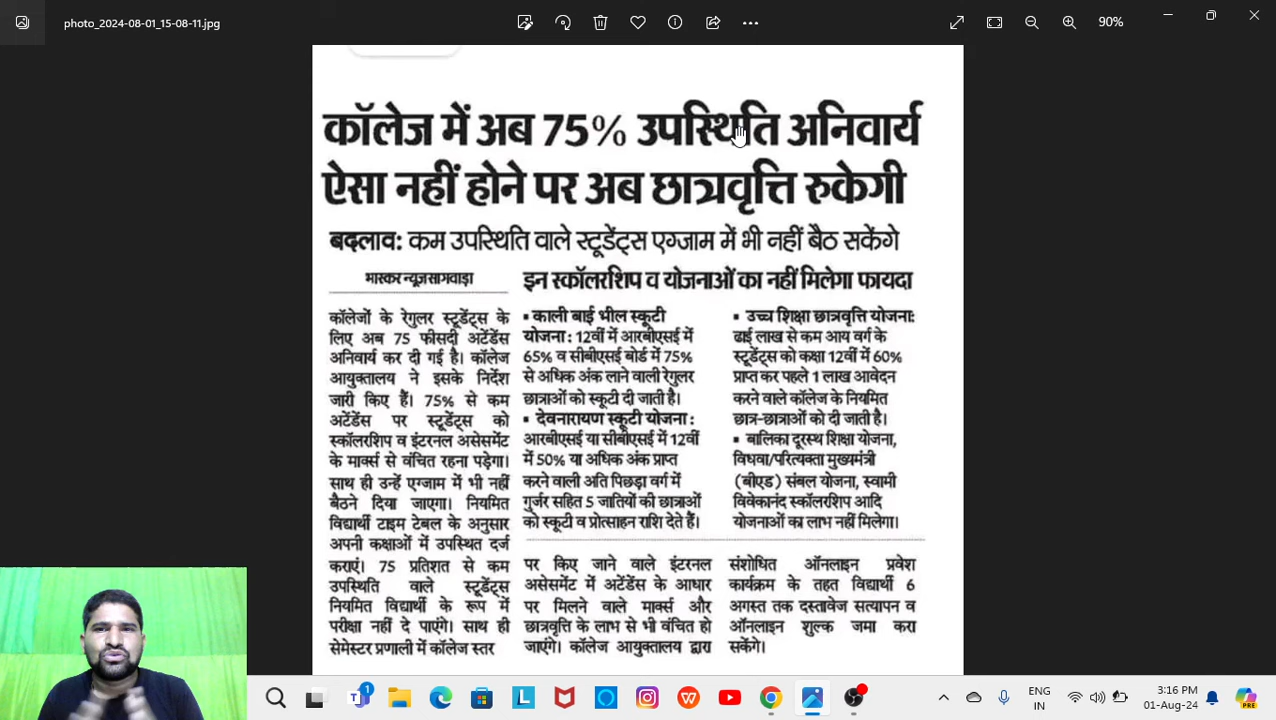 photo_2024-08-01_15-08-11.jpg
90%
कॉलेज में अब 75% उपस्थिति अनिवार्य
ऐसा नहीं होने पर अब छात्रवृत्ति रुकेगी
बदलाव: कम उपस्थिति वाले स्टूडेंट्स एग्जाम में भी नहीं बैठ सकेंगे
भास्कर न्यूज सागवाड़ा
कॉलेजों के रेगुलर स्टूडेंट्स के
लिए अब 75 फीसदी अटेंडेंस
अनिवार्य कर दी गई है। कॉलेज
आयुक्तालय ने इसके निर्देश
जारी किए हैं। 75% से कम
अटेंडेंस पर स्टूडेंट्स को
स्कॉलरशिप व इंटरनल असेसमेंट
के मार्क्स से वंचित रहना पड़ेगा।
साथ ही उन्हें एग्जाम में भी नहीं
बैठने दिया जाएगा। नियमित
विद्यार्थी टाइम टेबल के अनुसार
अपनी कक्षाओं में उपस्थित दर्ज
कराएं। 75 प्रतिशत से कम
उपस्थिति वाले स्टूडेंट्स
नियमित विद्यार्थी के रूप में
परीक्षा नहीं दे पाएंगे। साथ ही
सेमेस्टर प्रणाली में कॉलेज स्तर
इन स्कॉलरशिप व योजनाओं का नहीं मिलेगा फायदा
▪ काली बाई भील स्कूटी
योजना : 12वीं में आरबीएसई में
65% व सीबीएसई बोर्ड में 75%
से अधिक अंक लाने वाली रेगुलर
छात्राओं को स्कूटी दी जाती है।
▪ देवनारायण स्कूटी योजना :
आरबीएसई या सीबीएसई में 12वीं
में 50% या अधिक अंक प्राप्त
करने वाली अति पिछड़ा वर्ग में
गुर्जर सहित 5 जातियों की छात्राओं
को स्कूटी व प्रोत्साहन राशि देते हैं।
▪ उच्च शिक्षा छात्रवृत्ति योजना:
ढाई लाख से कम आय वर्ग के
स्टूडेंट्स को कक्षा 12वीं में 60%
प्राप्त कर पहले 1 लाख आवेदन
करने वाले कॉलेज के नियमित
छात्र-छात्राओं को दी जाती है।
▪ बालिका दूरस्थ शिक्षा योजना,
विधवा/परित्यक्ता मुख्यमंत्री
(बीएड) संबल योजना, स्वामी
विवेकानंद स्कॉलरशिप आदि
योजनाओं का लाभ नहीं मिलेगा।
पर किए जाने वाले इंटरनल
असेसमेंट में अटेंडेंस के आधार
पर मिलने वाले मार्क्स और
छात्रवृत्ति के लाभ से भी वंचित हो
जाएंगे। कॉलेज आयुक्तालय द्वारा
संशोधित ऑनलाइन प्रवेश
कार्यक्रम के तहत विद्यार्थी 6
अगस्त तक दस्तावेज सत्यापन व
ऑनलाइन शुल्क जमा करा
सकेंगे।
1
L
W
ENG
IN
3:16 PM
01-Aug-24
PRE